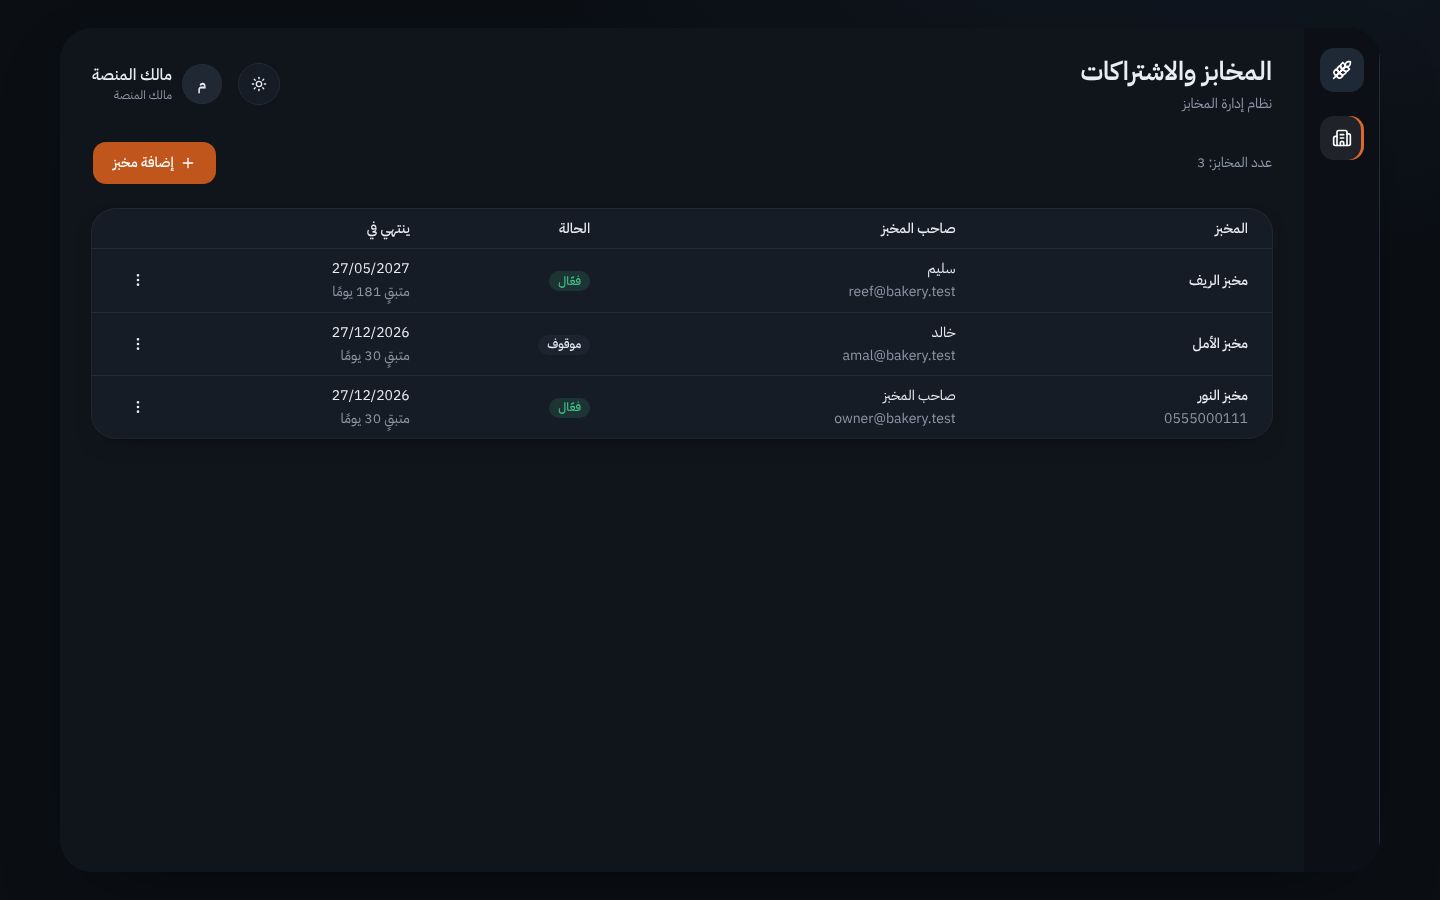 المخابز والاشتراكات
نظام إدارة المخابز
مالك المنصة
مالك المنصة
م
عدد المخابز: 3
إضافة مخبز
المخبز
صاحب المخبز
الحالة
ينتهي في
مخبز الريف
سليم
reef@bakery.test
فعّال
27/05/2027
متبقٍ 181 يومًا
مخبز الأمل
خالد
amal@bakery.test
موقوف
27/12/2026
متبقٍ 30 يومًا
مخبز النور
0555000111
صاحب المخبز
owner@bakery.test
فعّال
27/12/2026
متبقٍ 30 يومًا